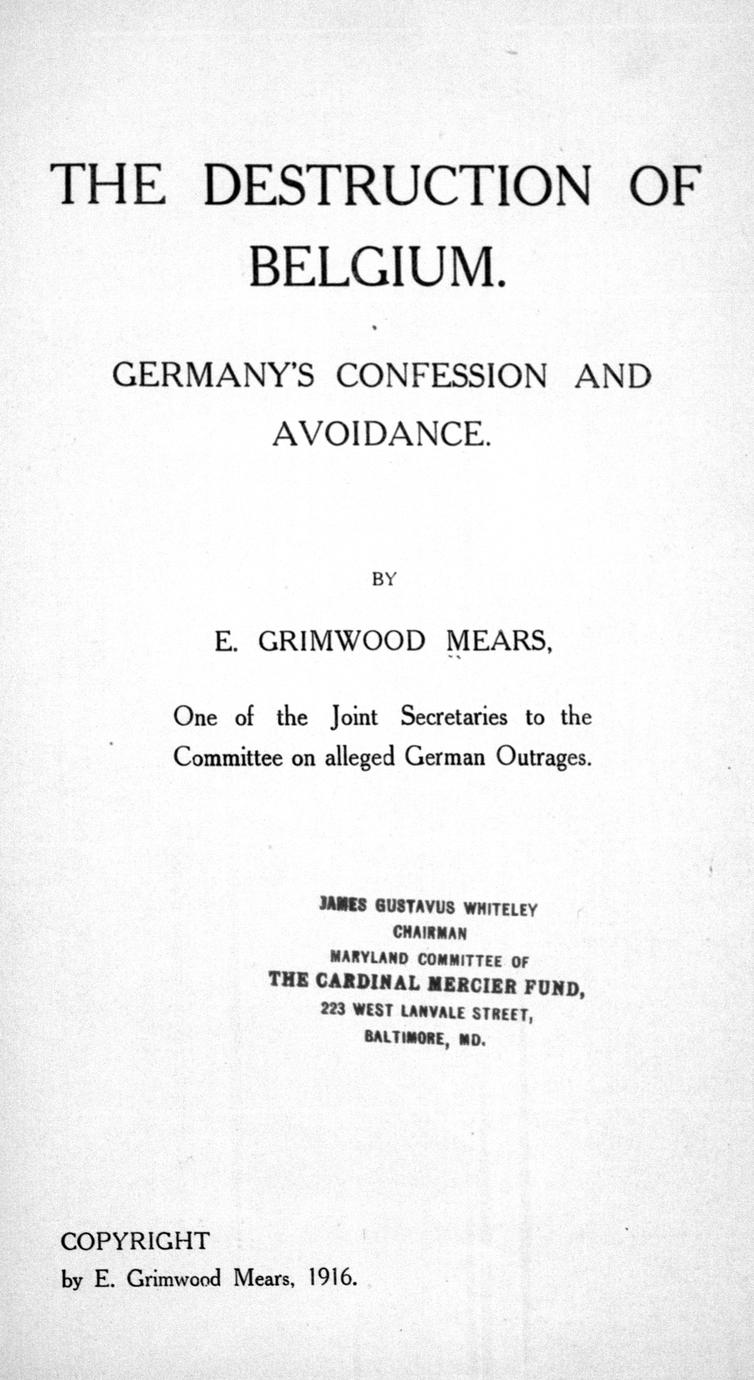 THE DESTRUCTION OF
BELGIUM.
GERMANY'S CONFESSION AND
AVOIDANCE.
BY
E. GRIMWOOD MEARS,
One of the Joint Secretaries to the
Committee on alleged German Outrages.
JAMES GUSTAVUS WHITELEY
CHAIRMAN
MARYLAND COMMITTEE OF
THE CARDINAL MERCIER FUND,
223 WEST LANVALE STREET,
BALTIMORE, MD.
COPYRIGHT
by E. Grimwood Mears, 1916.